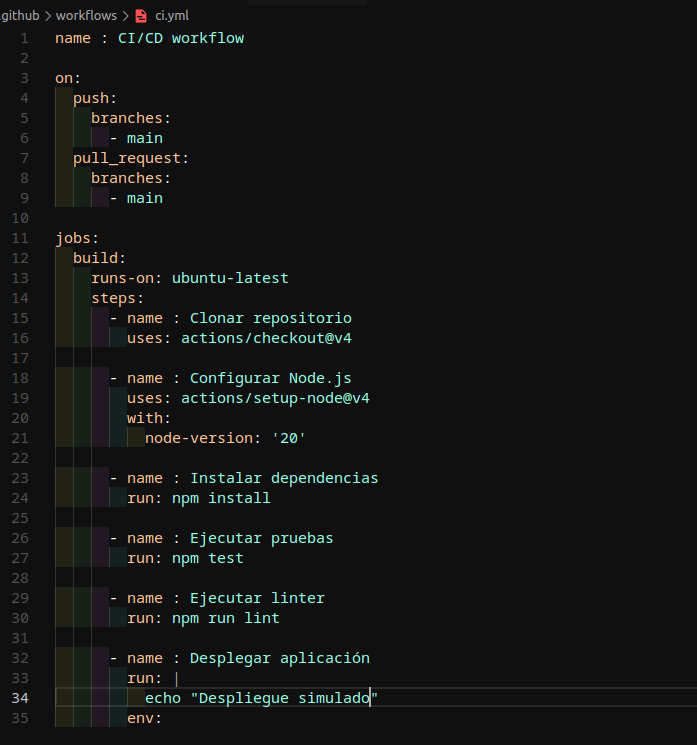 .github > workflows > ci.yml
1 name : CI/CD workflow
2
3 on:
4   push:
5     branches:
6       - main
7   pull_request:
8     branches:
9       - main
10
11 jobs:
12   build:
13     runs-on: ubuntu-latest
14     steps:
15       - name : Clonar repositorio
16         uses: actions/checkout@v4
17
18       - name : Configurar Node.js
19         uses: actions/setup-node@v4
20         with:
21           node-version: '20'
22
23       - name : Instalar dependencias
24         run: npm install
25
26       - name : Ejecutar pruebas
27         run: npm test
28
29       - name : Ejecutar linter
30         run: npm run lint
31
32       - name : Desplegar aplicación
33         run: |
34           echo "Despliegue simulado"
35         env: